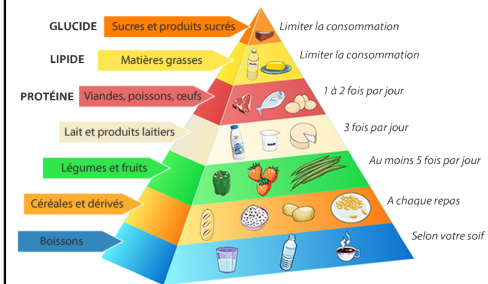 GLUCIDE Sucres et produits sucrés Limiter la consommation
LIPIDE Matières grasses Limiter la consommation
PROTÉINE Viandes, poissons, œufs 1 à 2 fois par jour
Lait et produits laitiers 3 fois par jour
Légumes et fruits Au moins 5 fois par jour
Céréales et dérivés A chaque repas
Boissons Selon votre soif